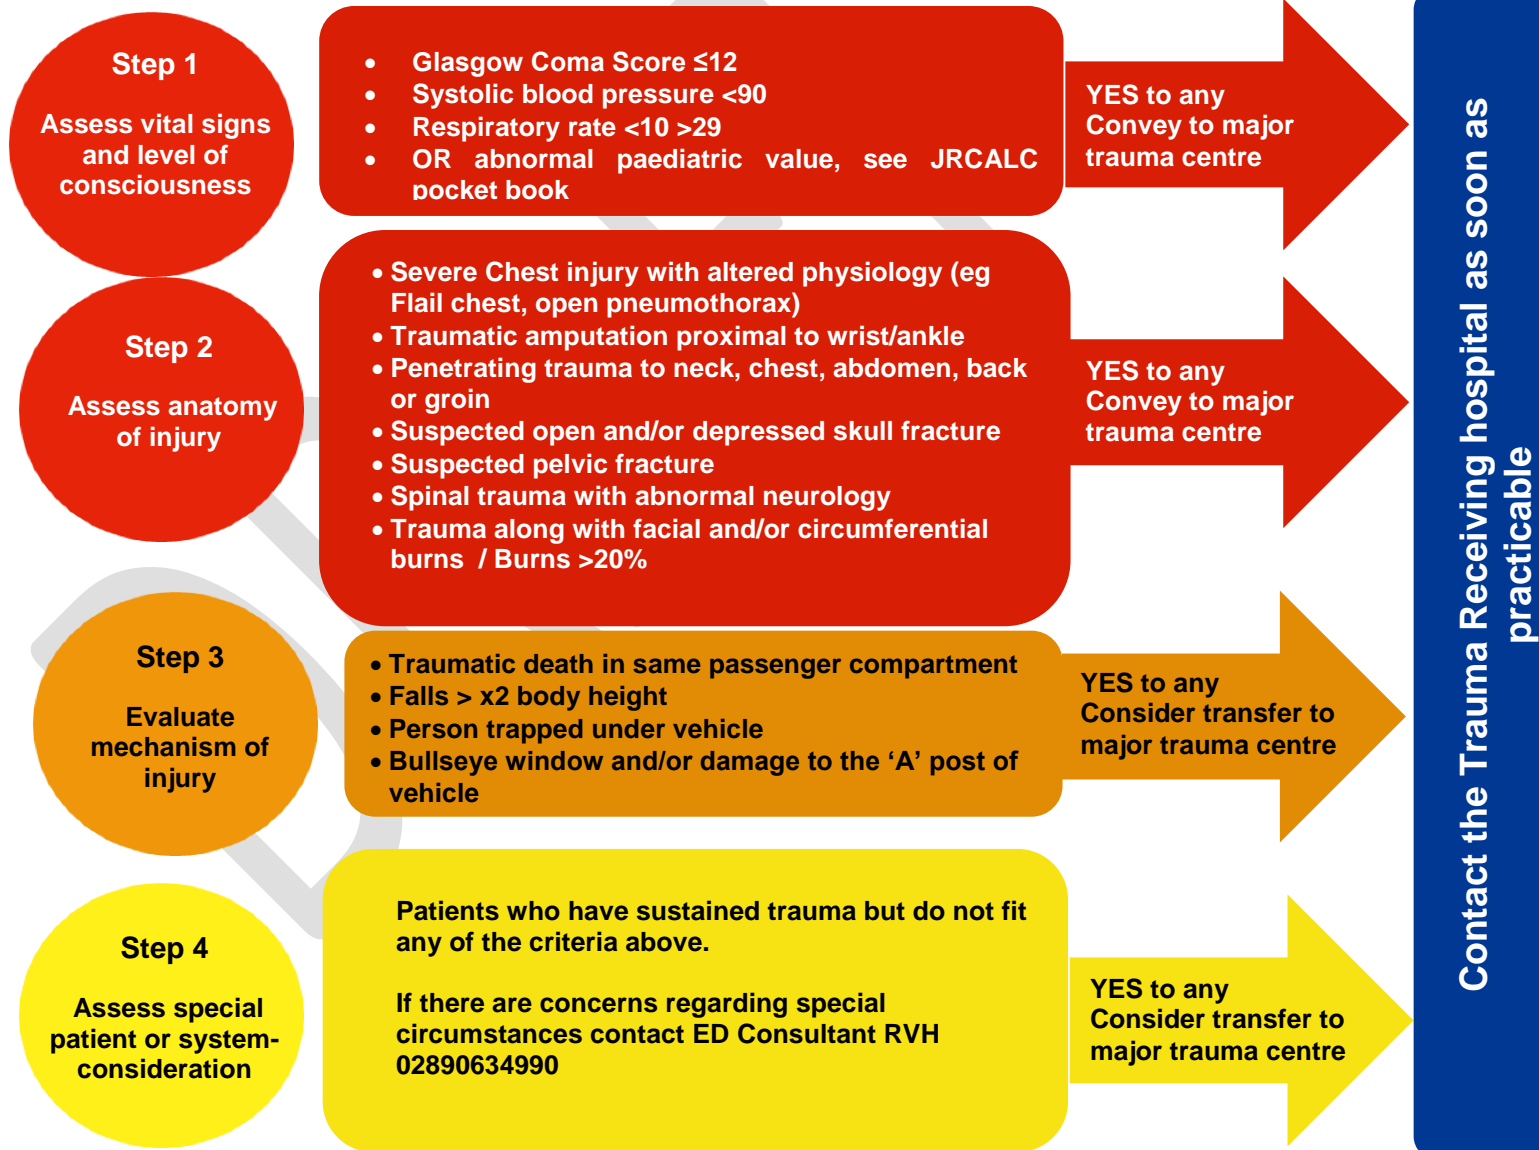 Step 1
Assess vital signs
and level of
consciousness
• Glasgow Coma Score ≤12
• Systolic blood pressure <90
• Respiratory rate <10 >29
• OR abnormal paediatric value, see JRCALC
pocket book
YES to any
Convey to major
trauma centre
Step 2
Assess anatomy
of injury
• Severe Chest injury with altered physiology (eg
Flail chest, open pneumothorax)
• Traumatic amputation proximal to wrist/ankle
• Penetrating trauma to neck, chest, abdomen, back
or groin
• Suspected open and/or depressed skull fracture
• Suspected pelvic fracture
• Spinal trauma with abnormal neurology
• Trauma along with facial and/or circumferential
burns / Burns >20%
YES to any
Convey to major
trauma centre
Step 3
Evaluate
mechanism of
injury
• Traumatic death in same passenger compartment
• Falls > x2 body height
• Person trapped under vehicle
• Bullseye window and/or damage to the ‘A’ post of
vehicle
YES to any
Consider transfer to
major trauma centre
Step 4
Assess special
patient or system-
consideration
Patients who have sustained trauma but do not fit
any of the criteria above.
If there are concerns regarding special
circumstances contact ED Consultant RVH
02890634990
YES to any
Consider transfer to
major trauma centre
Contact the Trauma Receiving hospital as soon as
practicable